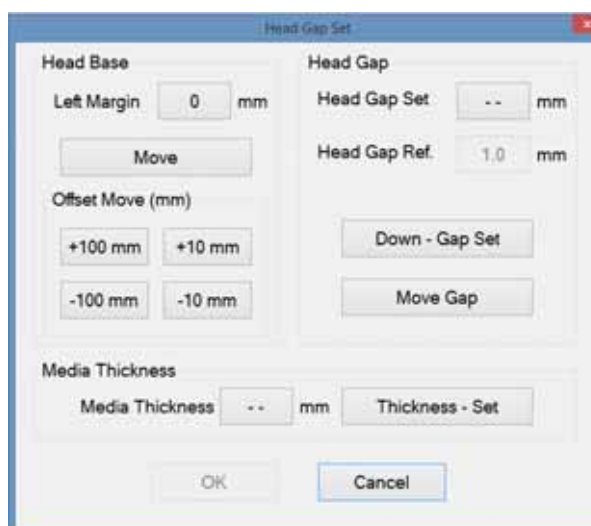 Head Gap Set
x
Head Base
Left Margin 0 mm
Move
Offset Move (mm)
+100 mm +10 mm
-100 mm -10 mm
Head Gap
Head Gap Set - - mm
Head Gap Ref. 1.0 mm
Down - Gap Set
Move Gap
Media Thickness
Media Thickness - - mm Thickness - Set
OK Cancel